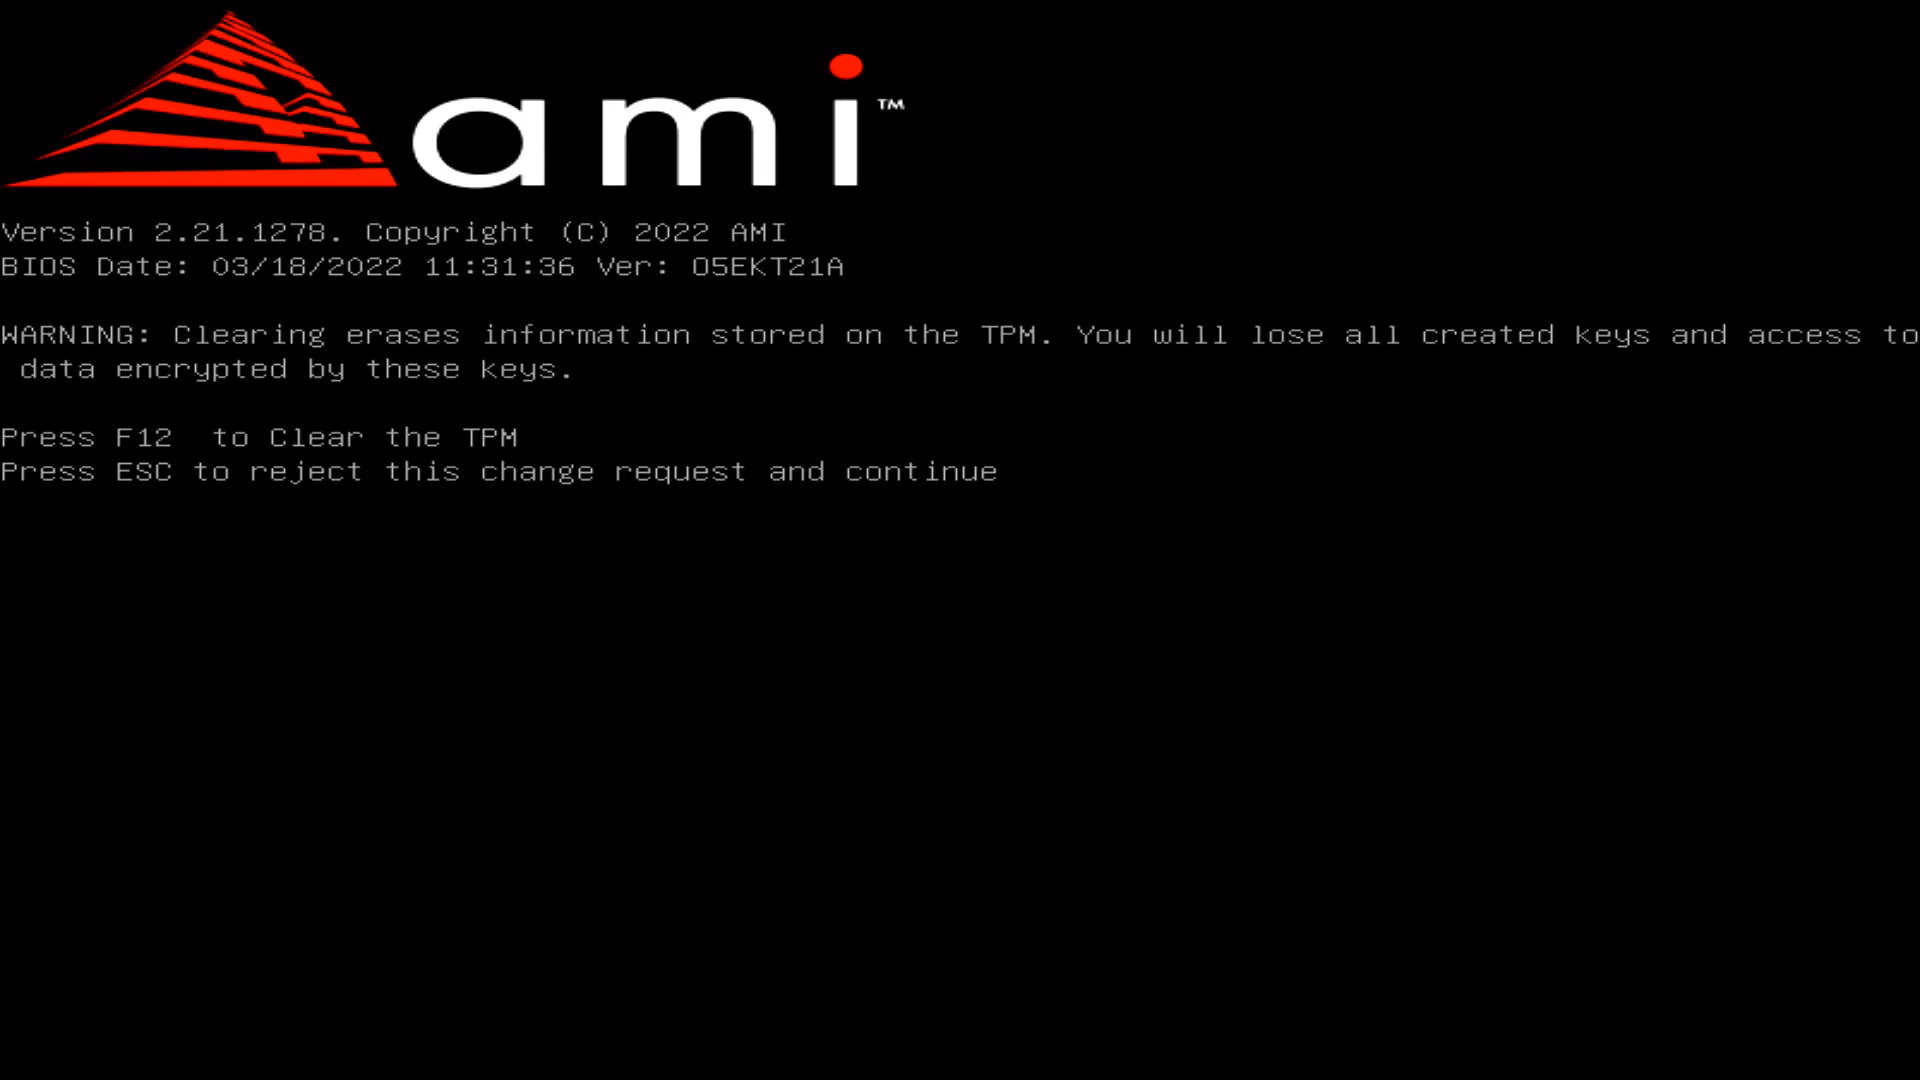 ami™
Version 2.21.1278. Copyright (C) 2022 AMI
BIOS Date: 03/18/2022 11:31:36 Ver: O5EKT21A
WARNING: Clearing erases information stored on the TPM. You will lose all created keys and access to
data encrypted by these keys.
Press F12  to Clear the TPM
Press ESC to reject this change request and continue